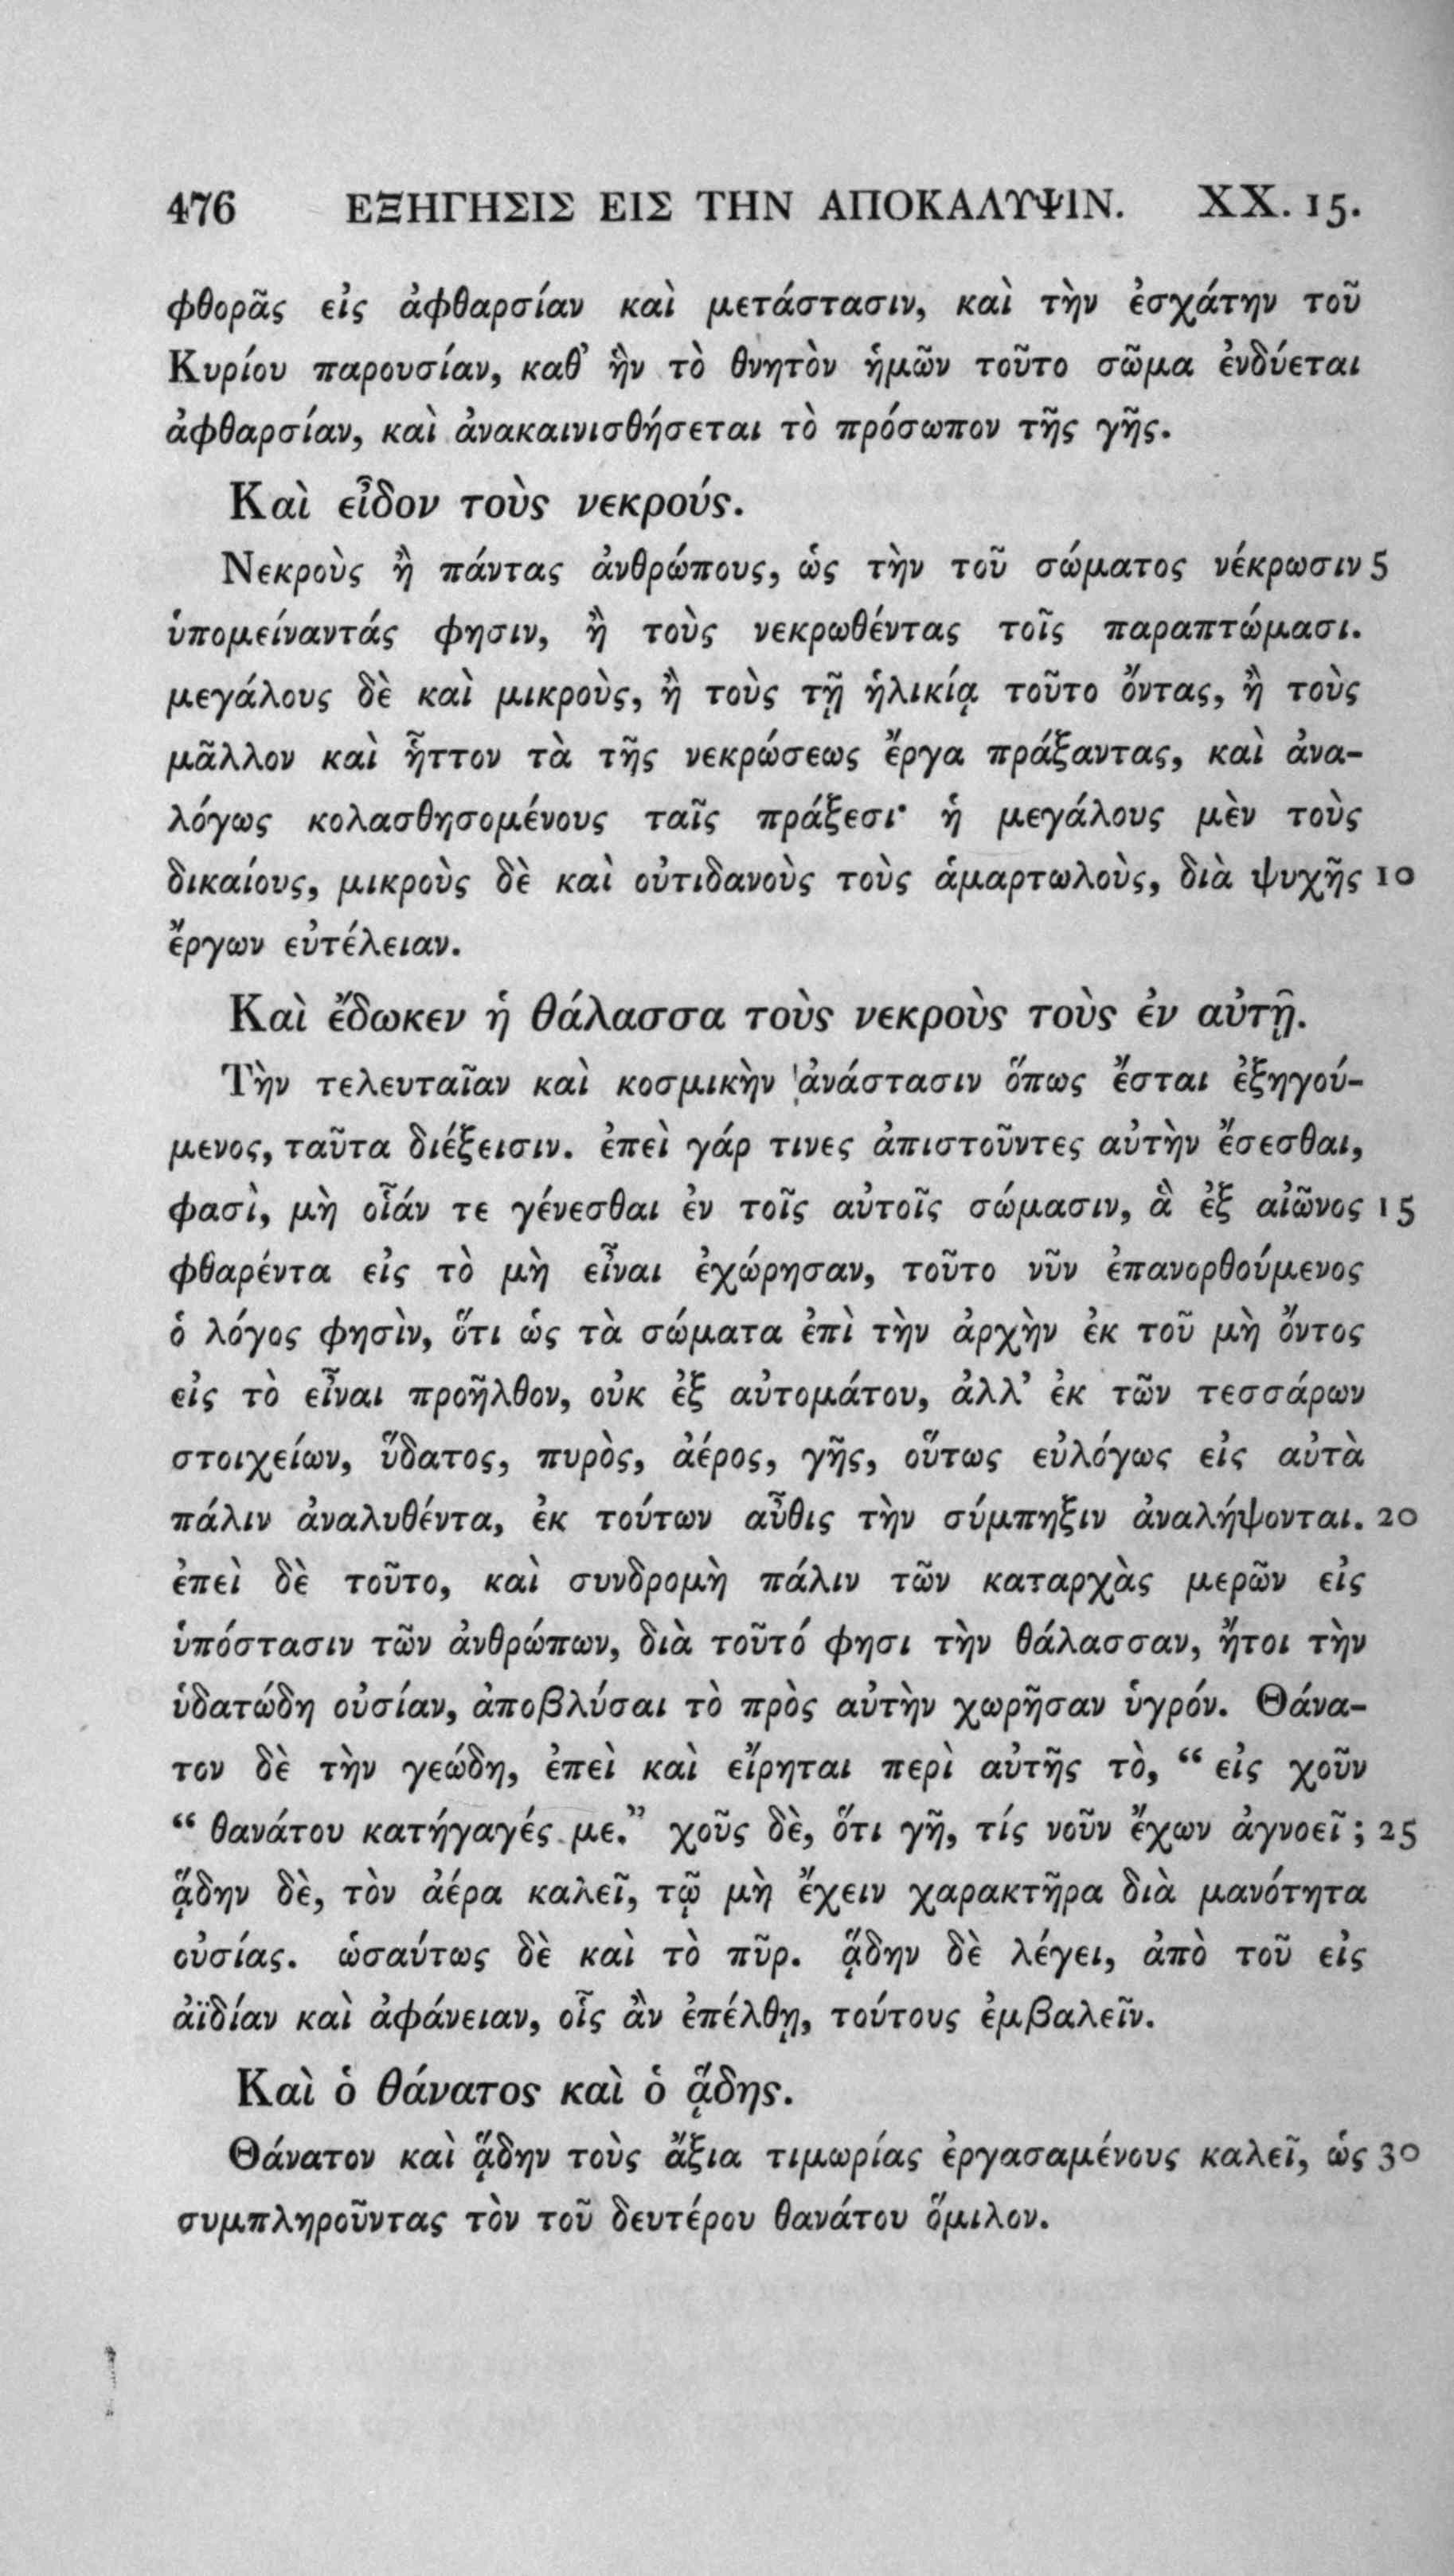 476 ΕΞΗΓΗΣΙΣ ΕΙΣ ΤΗΝ ΑΠΟΚΑΛΥΨΙΝ. XX. 15.
φθορᾶς εἰς ἀφθαρσίαν καὶ μετάστασιν, καὶ τὴν ἐσχάτην τοῦ
Κυρίου παρουσίαν, καθ’ ἣν τὸ θνητὸν ἡμῶν τοῦτο σῶμα ἐνδύεται
ἀφθαρσίαν, καὶ ἀνακαινισθήσεται τὸ πρόσωπον τῆς γῆς.
Καὶ εἶδον τοὺς νεκρούς.
Νεκροὺς ἢ πάντας ἀνθρώπους, ὡς τὴν τοῦ σώματος νέκρωσιν 5
ὑπομείναντάς φησιν, ἢ τοὺς νεκρωθέντας τοῖς παραπτώμασι.
μεγάλους δὲ καὶ μικροὺς, ἢ τοὺς τῇ ἡλικίᾳ τοῦτο ὄντας, ἢ τοὺς
μᾶλλον καὶ ἧττον τὰ τῆς νεκρώσεως ἔργα πράξαντας, καὶ ἀνα-
λόγως κολασθησομένους ταῖς πράξεσι· ἡ μεγάλους μὲν τοὺς
δικαίους, μικροὺς δὲ καὶ οὐτιδανοὺς τοὺς ἁμαρτωλοὺς, διὰ ψυχῆς 10
ἔργων εὐτέλειαν.
Καὶ ἔδωκεν ἡ θάλασσα τοὺς νεκροὺς τοὺς ἐν αὐτῇ.
Τὴν τελευταῖαν καὶ κοσμικὴν ἀνάστασιν ὅπως ἔσται ἐξηγού-
μενος, ταῦτα διέξεισιν. ἐπεὶ γάρ τινες ἀπιστοῦντες αὐτὴν ἔσεσθαι,
φασὶ, μὴ οἷάν τε γένεσθαι ἐν τοῖς αὐτοῖς σώμασιν, ἃ ἐξ αἰῶνος 15
φθαρέντα εἰς τὸ μὴ εἶναι ἐχώρησαν, τοῦτο νῦν ἐπανορθούμενος
ὁ λόγος φησὶν, ὅτι ὡς τὰ σώματα ἐπὶ τὴν ἀρχὴν ἐκ τοῦ μὴ ὄντος
εἰς τὸ εἶναι προῆλθον, οὐκ ἐξ αὐτομάτου, ἀλλ’ ἐκ τῶν τεσσάρων
στοιχείων, ὕδατος, πυρὸς, ἀέρος, γῆς, οὕτως εὐλόγως εἰς αὐτὰ
πάλιν ἀναλυθέντα, ἐκ τούτων αὖθις τὴν σύμπηξιν ἀναλήψονται. 20
ἐπεὶ δὲ τοῦτο, καὶ συνδρομὴ πάλιν τῶν καταρχὰς μερῶν εἰς
ὑπόστασιν τῶν ἀνθρώπων, διὰ τοῦτό φησι τὴν θάλασσαν, ἤτοι τὴν
ὑδατώδη οὐσίαν, ἀποβλύσαι τὸ πρὸς αὐτὴν χωρῆσαν ὑγρόν. Θάνα-
τον δὲ τὴν γεώδη, ἐπεὶ καὶ εἴρηται περὶ αὐτῆς τὸ, “ εἰς χοῦν
“ θανάτου κατήγαγές με.” χοῦς δὲ, ὅτι γῆ, τίς νοῦν ἔχων ἀγνοεῖ ; 25
ᾅδην δὲ, τὸν ἀέρα καλεῖ, τῷ μὴ ἔχειν χαρακτῆρα διὰ μανότητα
οὐσίας. ὡσαύτως δὲ καὶ τὸ πῦρ. ᾅδην δὲ λέγει, ἀπὸ τοῦ εἰς
ἀϊδίαν καὶ ἀφάνειαν, οἷς ἂν ἐπέλθῃ, τούτους ἐμβαλεῖν.
Καὶ ὁ θάνατος καὶ ὁ ᾅδης.
Θάνατον καὶ ᾅδην τοὺς ἄξια τιμωρίας ἐργασαμένους καλεῖ, ὡς 30
συμπληροῦντας τὸν τοῦ δευτέρου θανάτου ὅμιλον.